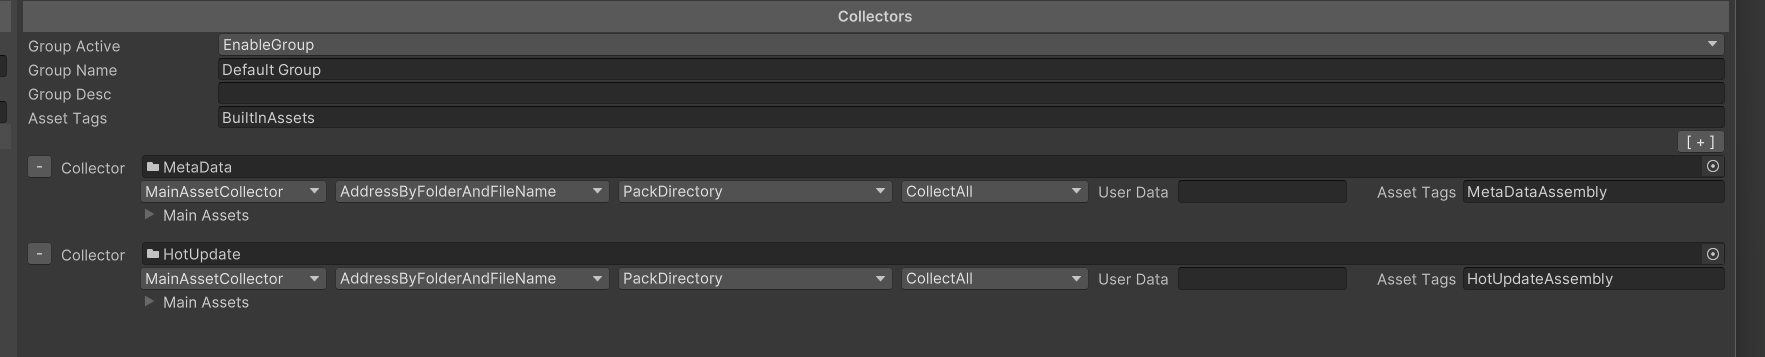 Collectors
Group Active EnableGroup
Group Name Default Group
Group Desc
Asset Tags BuiltInAssets
[ + ]
- Collector MetaData
MainAssetCollector AddressByFolderAndFileName PackDirectory CollectAll User Data Asset Tags MetaDataAssembly
Main Assets
- Collector HotUpdate
MainAssetCollector AddressByFolderAndFileName PackDirectory CollectAll User Data Asset Tags HotUpdateAssembly
Main Assets